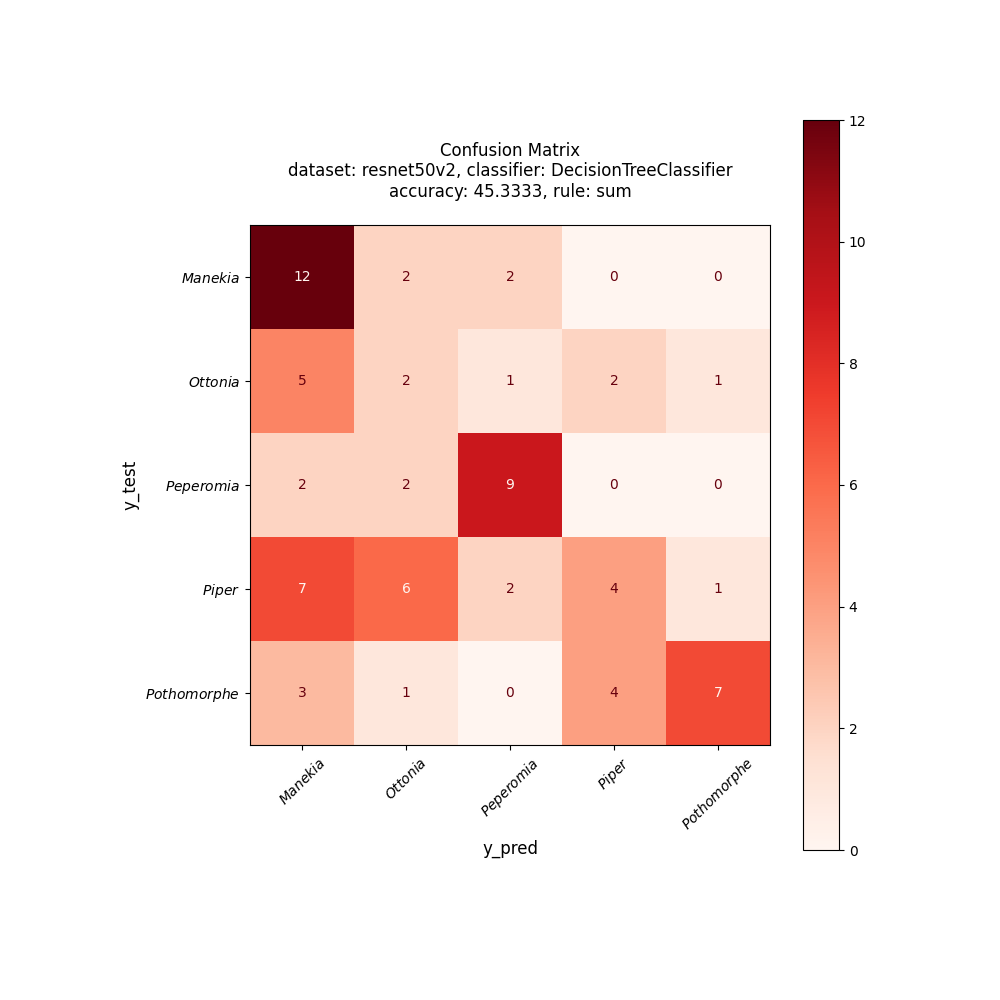 Confusion Matrix
dataset: resnet50v2, classifier: DecisionTreeClassifier
accuracy: 45.3333, rule: sum
12
10
8
6
4
2
0
y_test
Manekia 12 2 2 0 0
Ottonia 5 2 1 2 1
Peperomia 2 2 9 0 0
Piper 7 6 2 4 1
Pothomorphe 3 1 0 4 7
Manekia Ottonia Peperomia Piper Pothomorphe
y_pred